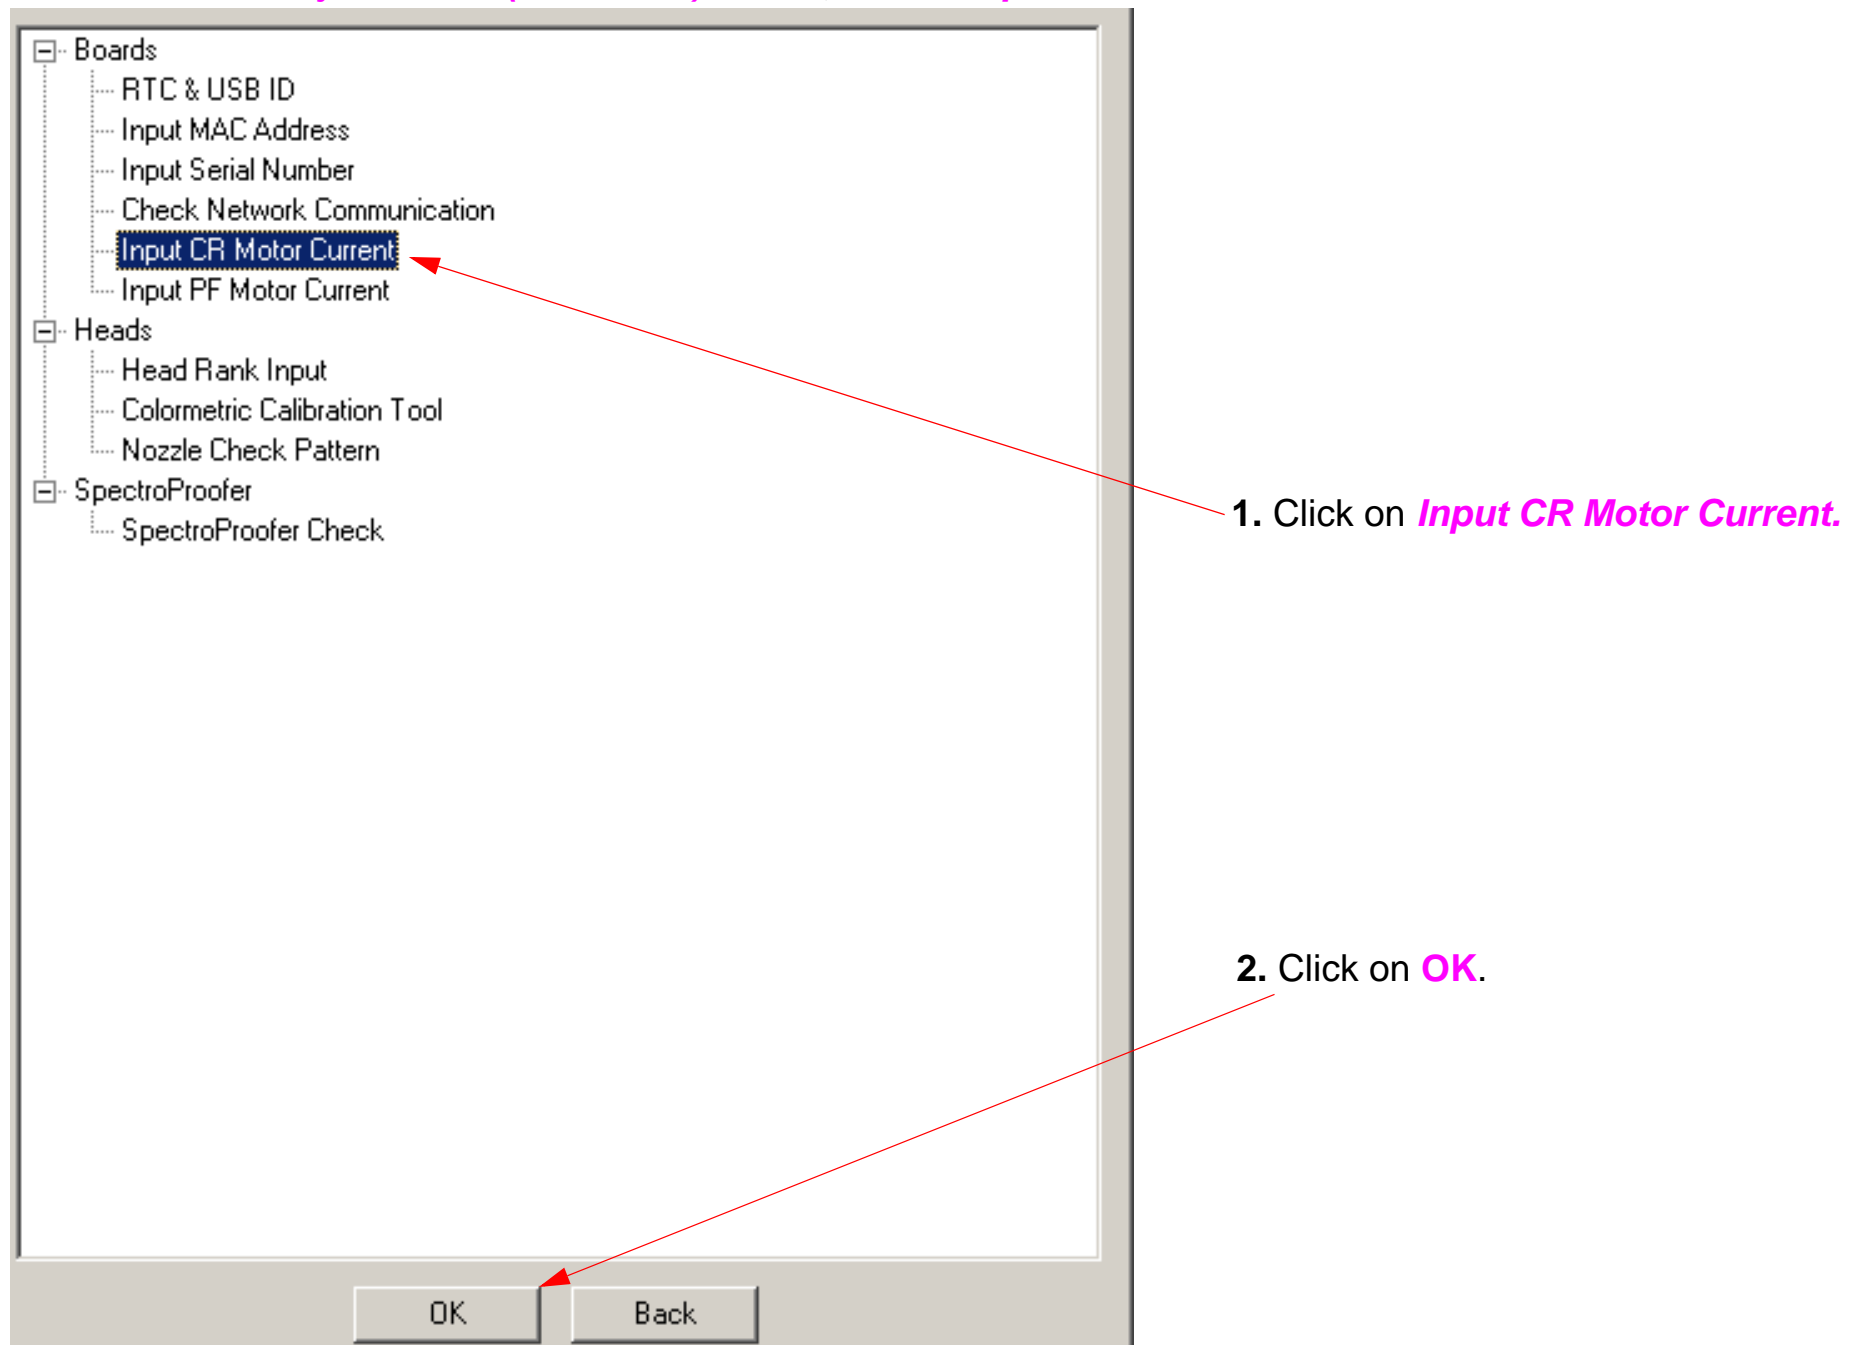 Boards
RTC & USB ID
Input MAC Address
Input Serial Number
Check Network Communication
Input CR Motor Current
Input PF Motor Current
Heads
Head Rank Input
Colormetric Calibration Tool
Nozzle Check Pattern
SpectroProofer
SpectroProofer Check
1. Click on Input CR Motor Current.
2. Click on OK.
OK
Back